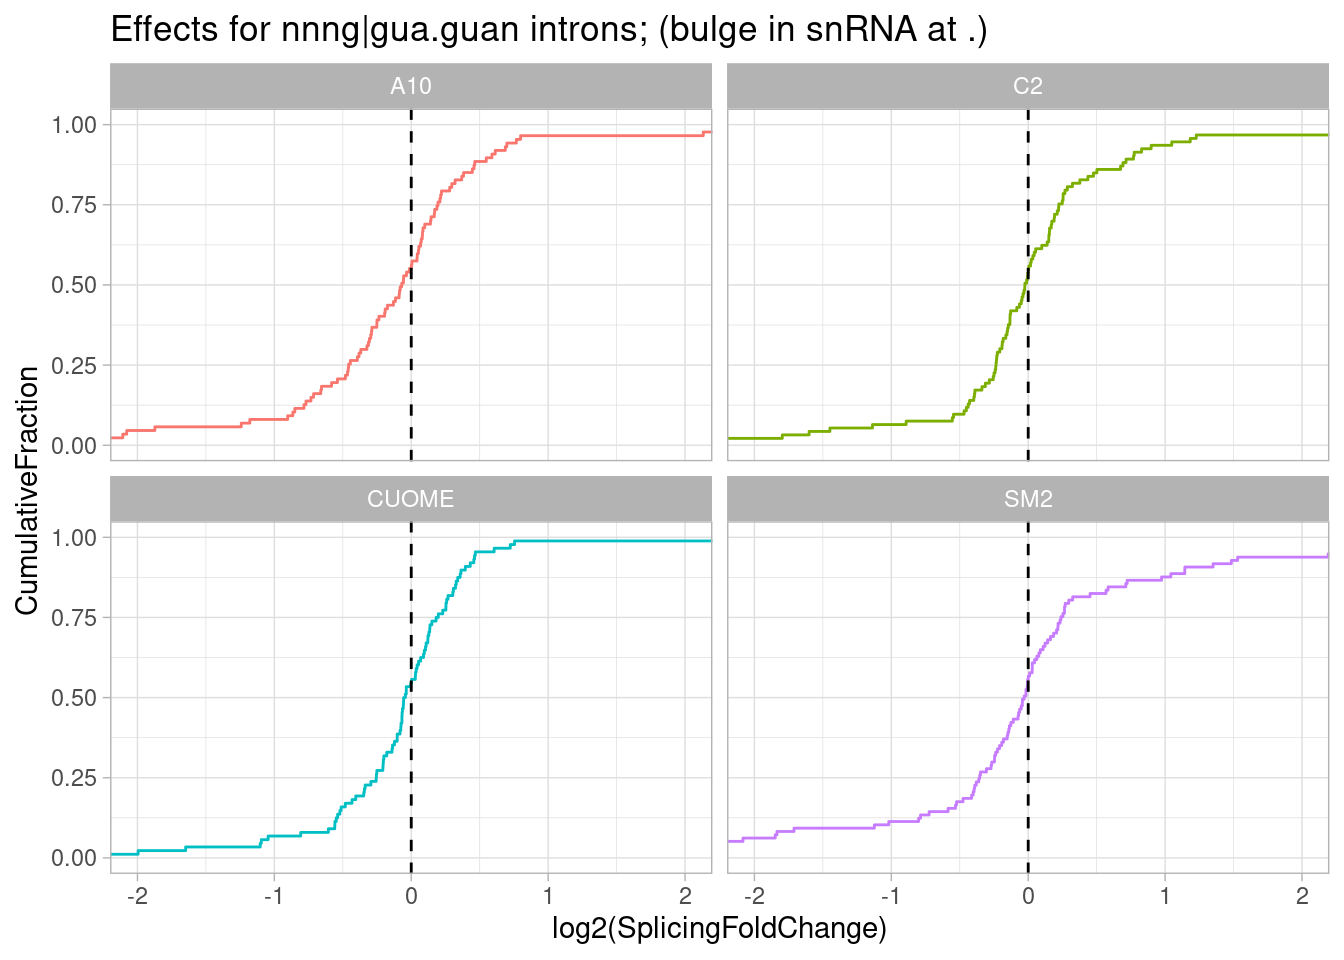 Effects for nnng|gua.guan introns; (bulge in snRNA at .)
A10
C2
1.00
0.75
0.50
0.25
0.00
CUOME
SM2
1.00
0.75
0.50
0.25
0.00
CumulativeFraction
-2 -1 0 1 2
-2 -1 0 1 2
log2(SplicingFoldChange)